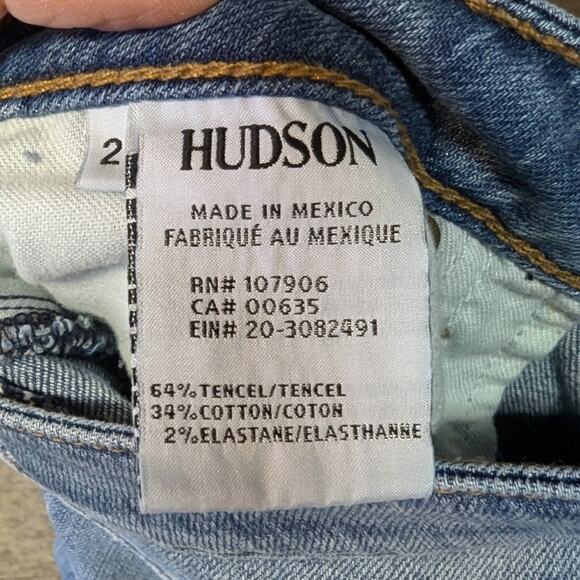 2
HUDSON
MADE IN MEXICO
FABRIQUÉ AU MEXIQUE
RN# 107906
CA# 00635
EIN# 20-3082491
64%TENCEL/TENCEL
34%COTTON/COTON
2%ELASTANE/ELASTHANNE